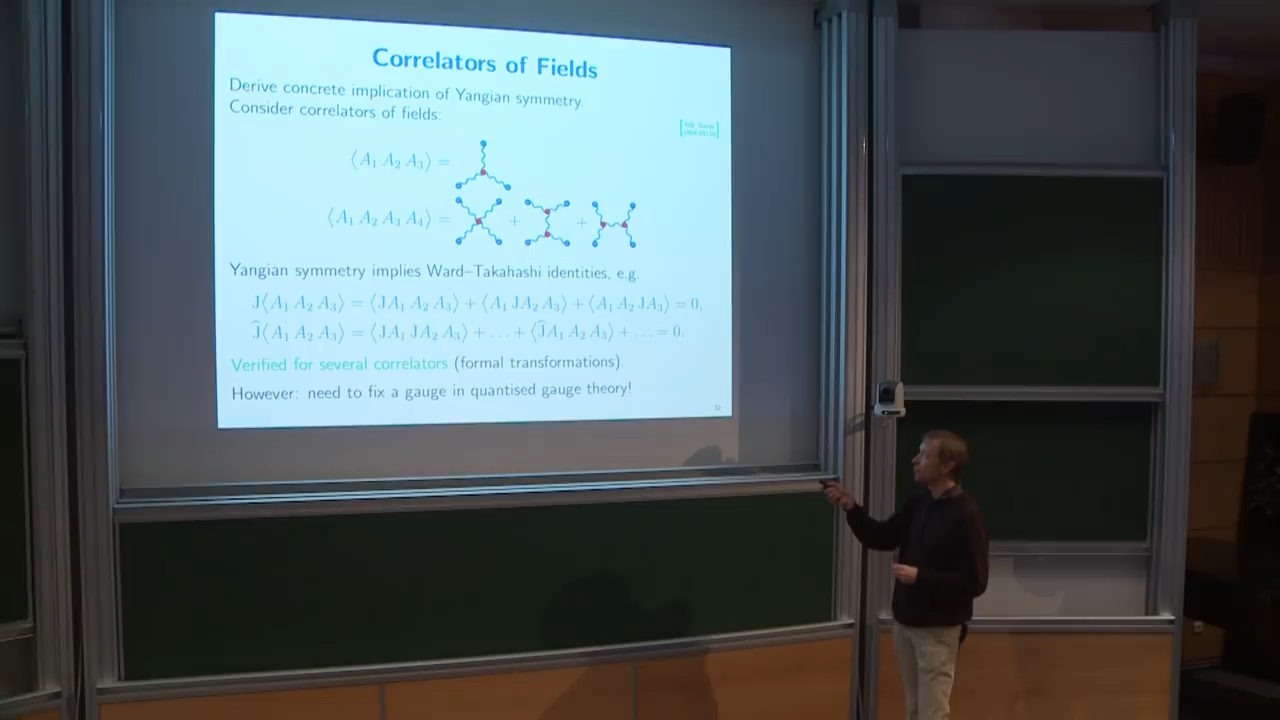 Correlators of Fields
Derive concrete implication of Yangian symmetry.
Consider correlators of fields:
⟨A₁ A₂ A₃⟩ =
⟨A₁ A₂ A₃ A₄⟩ = + +
Yangian symmetry implies Ward–Takahashi identities, e.g.
J⟨A₁ A₂ A₃⟩ = ⟨JA₁ A₂ A₃⟩ + ⟨A₁ JA₂ A₃⟩ + ⟨A₁ A₂ JA₃⟩ = 0,
Ĵ⟨A₁ A₂ A₃⟩ = ⟨JA₁ JA₂ A₃⟩ + … + ⟨ĴA₁ A₂ A₃⟩ + … = 0.
Verified for several correlators (formal transformations).
However: need to fix a gauge in quantised gauge theory!